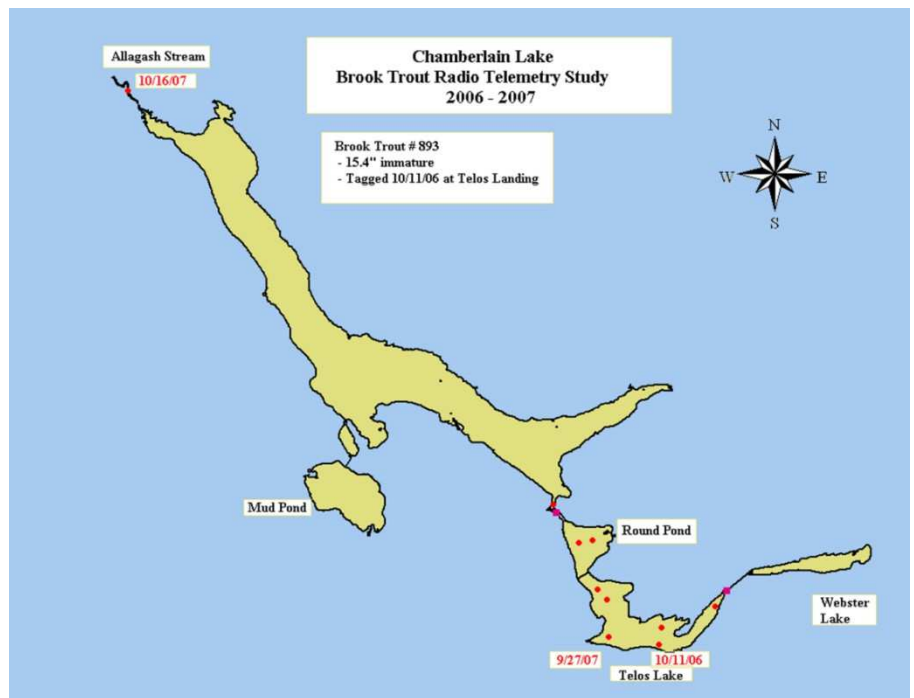 Chamberlain Lake
Brook Trout Radio Telemetry Study
2006 - 2007
Allagash Stream
10/16/07
Brook Trout # 893
- 15.4" immature
- Tagged 10/11/06 at Telos Landing
N
W
E
S
Mud Pond
Round Pond
Webster
Lake
9/27/07
10/11/06
Telos Lake